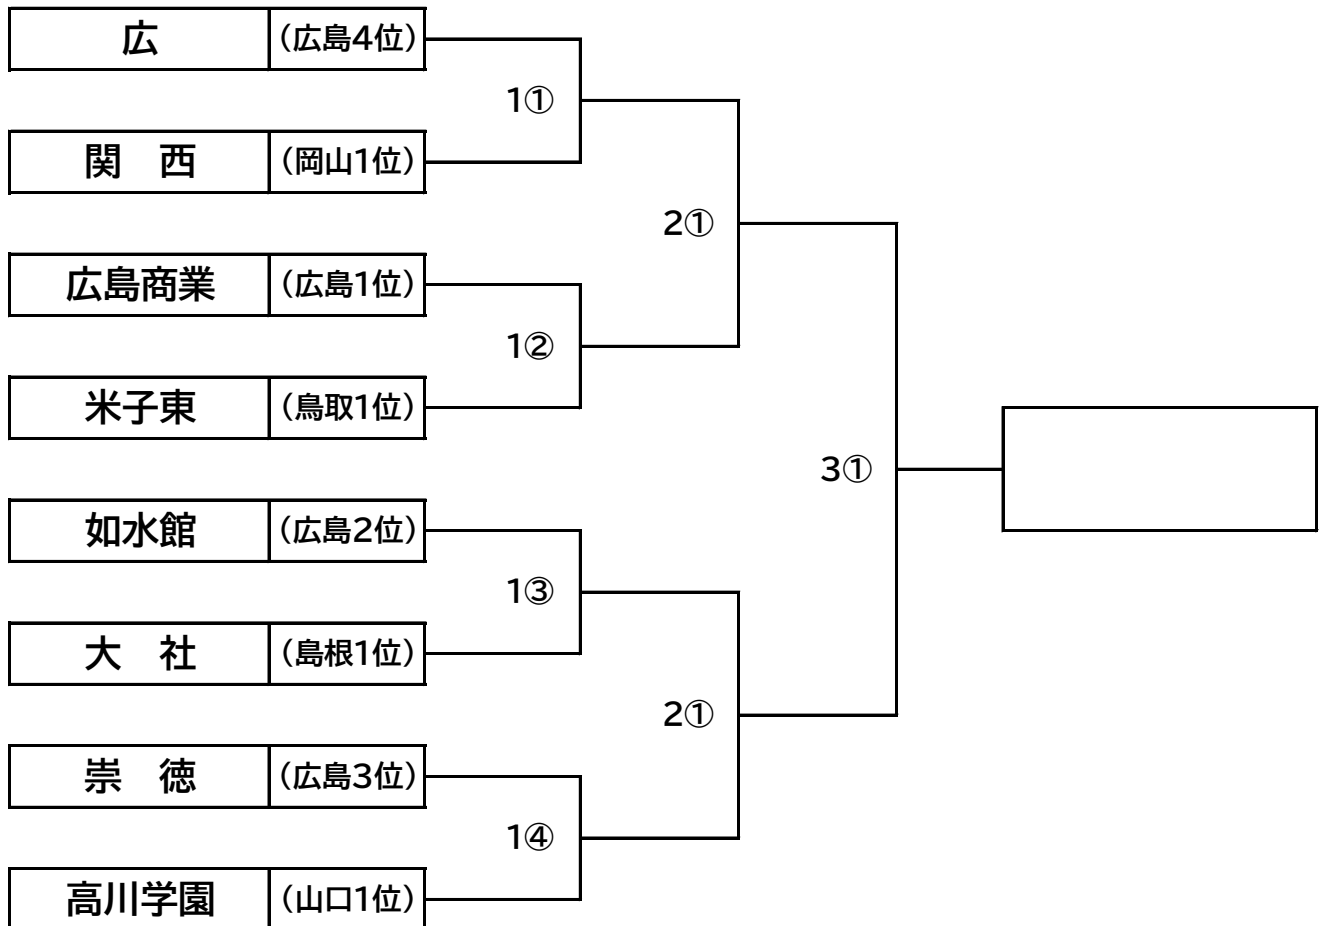 広 (広島4位)
1①
関 西 (岡山1位)
2①
広島商業 (広島1位)
1②
米子東 (鳥取1位)
3①
如水館 (広島2位)
1③
大 社 (島根1位)
2①
崇 徳 (広島3位)
1④
高川学園 (山口1位)